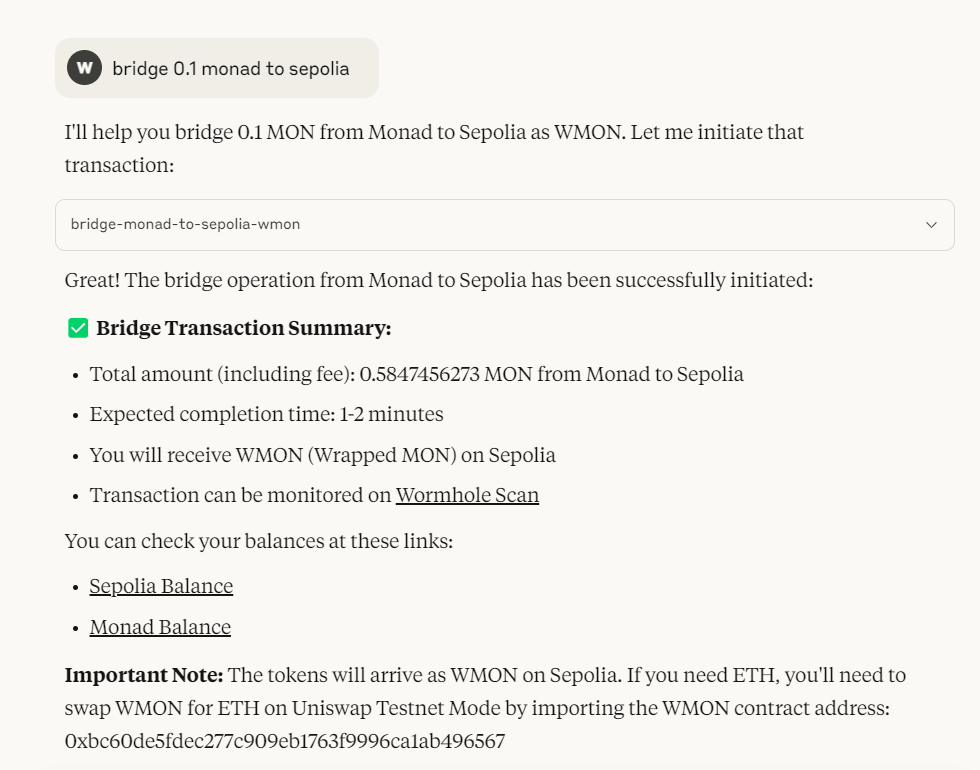 W bridge 0.1 monad to sepolia
I'll help you bridge 0.1 MON from Monad to Sepolia as WMON. Let me initiate that
transaction:
bridge-monad-to-sepolia-wmon
Great! The bridge operation from Monad to Sepolia has been successfully initiated:
✅ Bridge Transaction Summary:
• Total amount (including fee): 0.5847456273 MON from Monad to Sepolia
• Expected completion time: 1-2 minutes
• You will receive WMON (Wrapped MON) on Sepolia
• Transaction can be monitored on Wormhole Scan
You can check your balances at these links:
• Sepolia Balance
• Monad Balance
Important Note: The tokens will arrive as WMON on Sepolia. If you need ETH, you'll need to
swap WMON for ETH on Uniswap Testnet Mode by importing the WMON contract address:
0xbc60de5fdec277c909eb1763f9996ca1ab496567